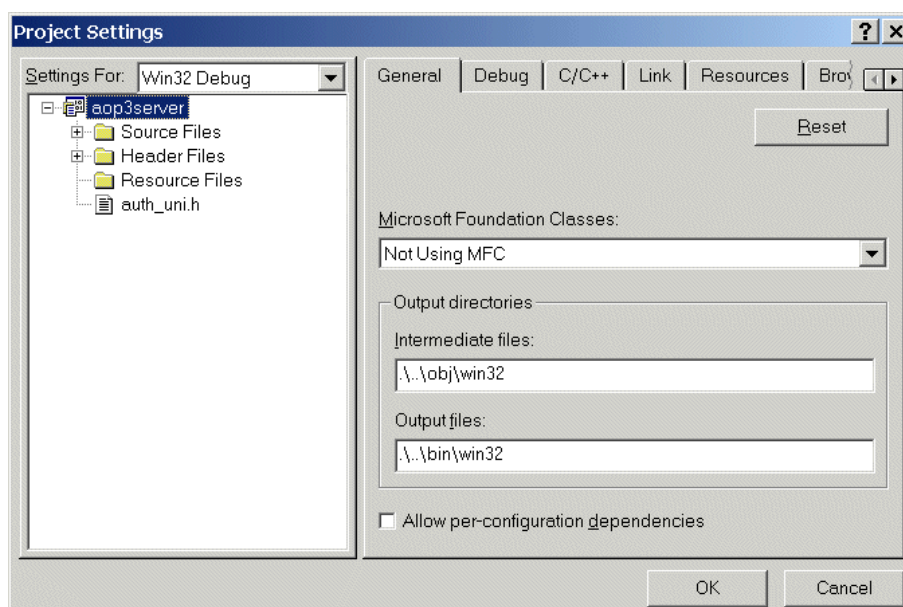 Project Settings
Settings For: Win32 Debug
aop3server
Source Files
Header Files
Resource Files
auth_uni.h
General Debug C/C++ Link Resources
Reset
Microsoft Foundation Classes:
Not Using MFC
Output directories
Intermediate files:
.\..\obj\win32
Output files:
.\..\bin\win32
Allow per-configuration dependencies
OK Cancel